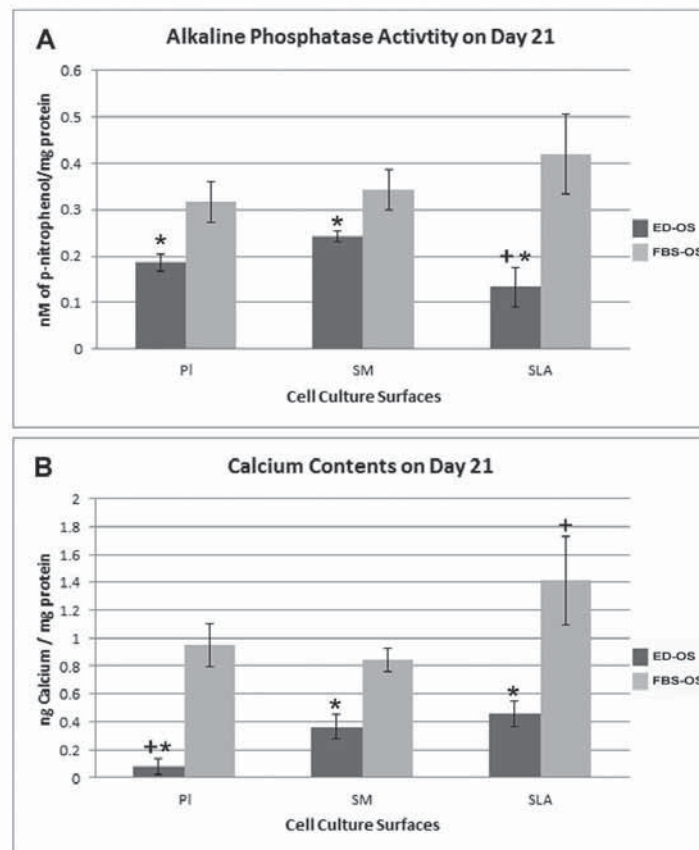 A
Alkaline Phosphatase Activtity on Day 21
nM of p-nitrophenol/mg protein
0.6
0.5
0.4
0.3
0.2
0.1
0
*
*
+*
Pl
SM
SLA
Cell Culture Surfaces
ED-OS
FBS-OS
B
Calcium Contents on Day 21
ng Calcium / mg protein
2
1.8
1.6
1.4
1.2
1
0.8
0.6
0.4
0.2
0
+*
*
*
+
Pl
SM
SLA
Cell Culture Surfaces
ED-OS
FBS-OS